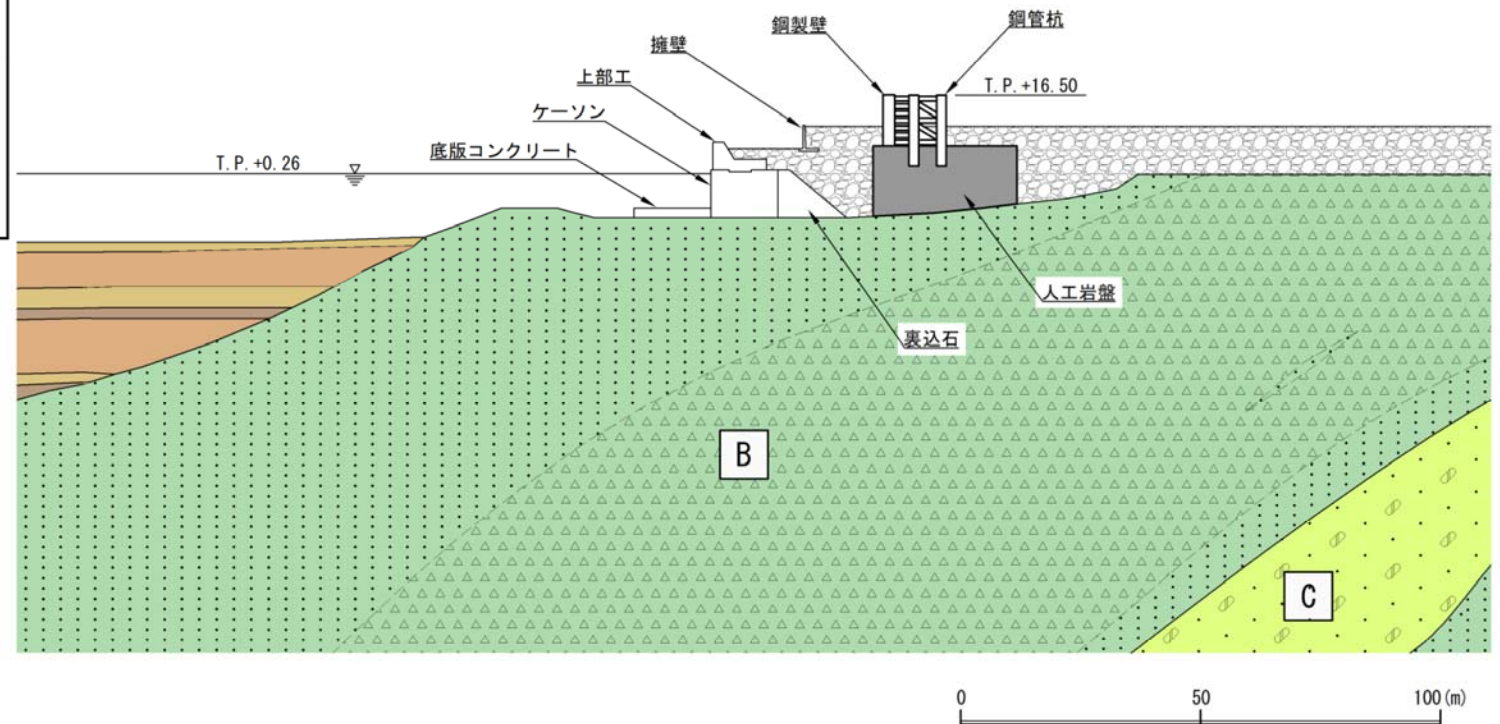 鋼管杭
鋼製壁
擁壁
上部工
T.P.+16.50
ケーソン
底版コンクリート
T.P.+0.26
人工岩盤
裏込石
B
C
0 50 100(m)